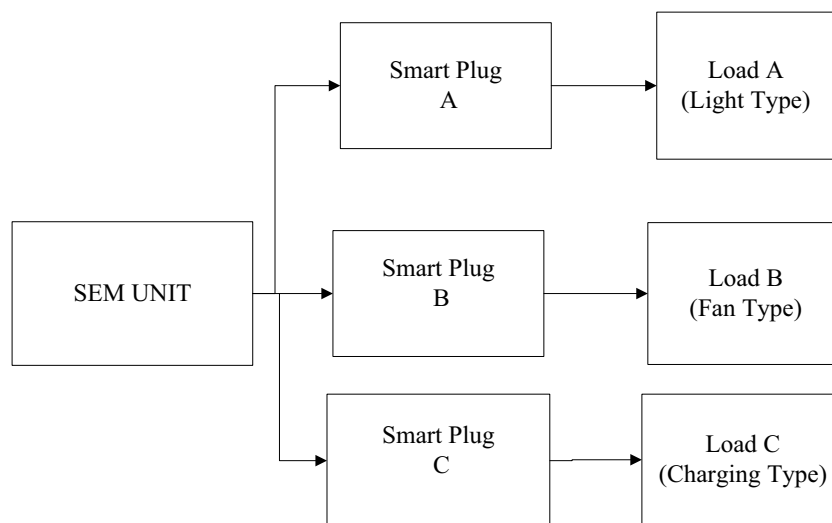 Smart Plug
A
Load A
(Light Type)
SEM UNIT
Smart Plug
B
Load B
(Fan Type)
Smart Plug
C
Load C
(Charging Type)